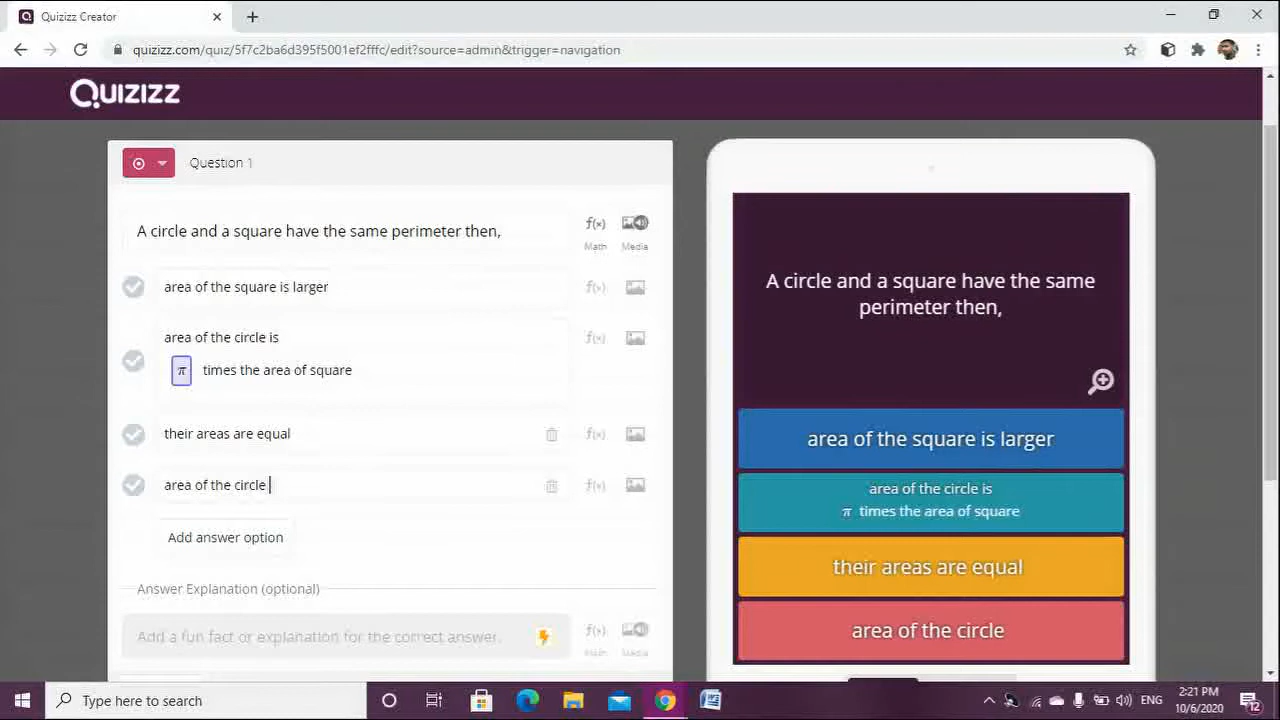 Quizizz Creator
quizizz.com/quiz/5f7c2ba6d395f5001ef2fffc/edit?source=admin&trigger=navigation
Quizizz
Question 1
A circle and a square have the same perimeter then,
f(x)
Math
Media
area of the square is larger
f(x)
area of the circle is
π times the area of square
f(x)
their areas are equal
f(x)
area of the circle
f(x)
Add answer option
Answer Explanation (optional)
Add a fun fact or explanation for the correct answer.
f(x)
Math
Media
A circle and a square have the same
perimeter then,
area of the square is larger
area of the circle is
π times the area of square
their areas are equal
area of the circle
Type here to search
ENG
2:21 PM
10/6/2020
12